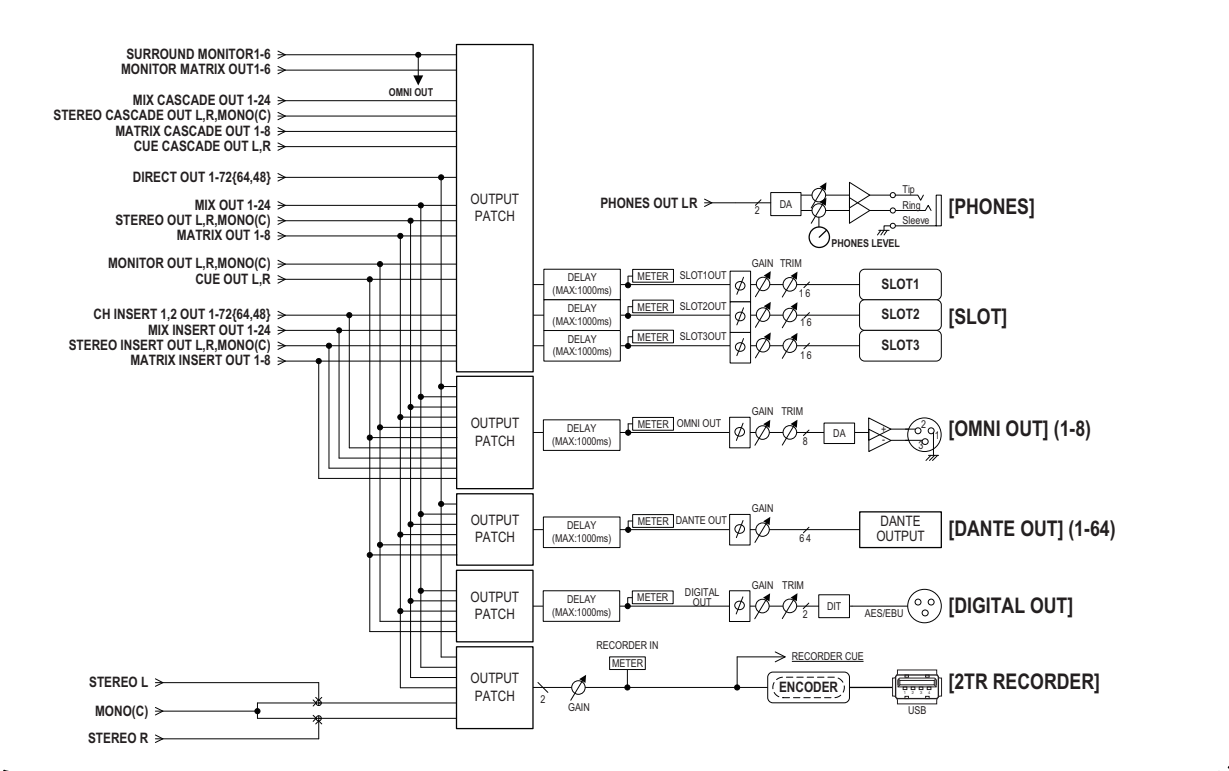 SURROUND MONITOR1-6
MONITOR MATRIX OUT1-6
OMNI OUT
MIX CASCADE OUT 1-24
STEREO CASCADE OUT L,R,MONO(C)
MATRIX CASCADE OUT 1-8
CUE CASCADE OUT L,R
DIRECT OUT 1-72{64,48}
MIX OUT 1-24
STEREO OUT L,R,MONO(C)
MATRIX OUT 1-8
MONITOR OUT L,R,MONO(C)
CUE OUT L,R
CH INSERT 1,2 OUT 1-72{64,48}
MIX INSERT OUT 1-24
STEREO INSERT OUT L,R,MONO(C)
MATRIX INSERT OUT 1-8
OUTPUT
PATCH
PHONES OUT LR
2
DA
PHONES LEVEL
Tip
Ring
Sleeve
[PHONES]
GAIN TRIM
DELAY
(MAX:1000ms)
METER SLOT1OUT
16
SLOT1
DELAY
(MAX:1000ms)
METER SLOT2OUT
16
SLOT2
[SLOT]
DELAY
(MAX:1000ms)
METER SLOT3OUT
16
SLOT3
OUTPUT
PATCH
DELAY
(MAX:1000ms)
METER OMNI OUT
GAIN TRIM
8
DA
+
-
2
1
3
[OMNI OUT] (1-8)
OUTPUT
PATCH
DELAY
(MAX:1000ms)
METER DANTE OUT
GAIN
64
DANTE
OUTPUT
[DANTE OUT] (1-64)
OUTPUT
PATCH
DELAY
(MAX:1000ms)
METER DIGITAL
OUT
GAIN TRIM
2
DIT
AES/EBU
[DIGITAL OUT]
STEREO L
MONO(C)
STEREO R
OUTPUT
PATCH
2
GAIN
RECORDER IN
METER
RECORDER CUE
ENCODER
1 2 3 4
USB
[2TR RECORDER]